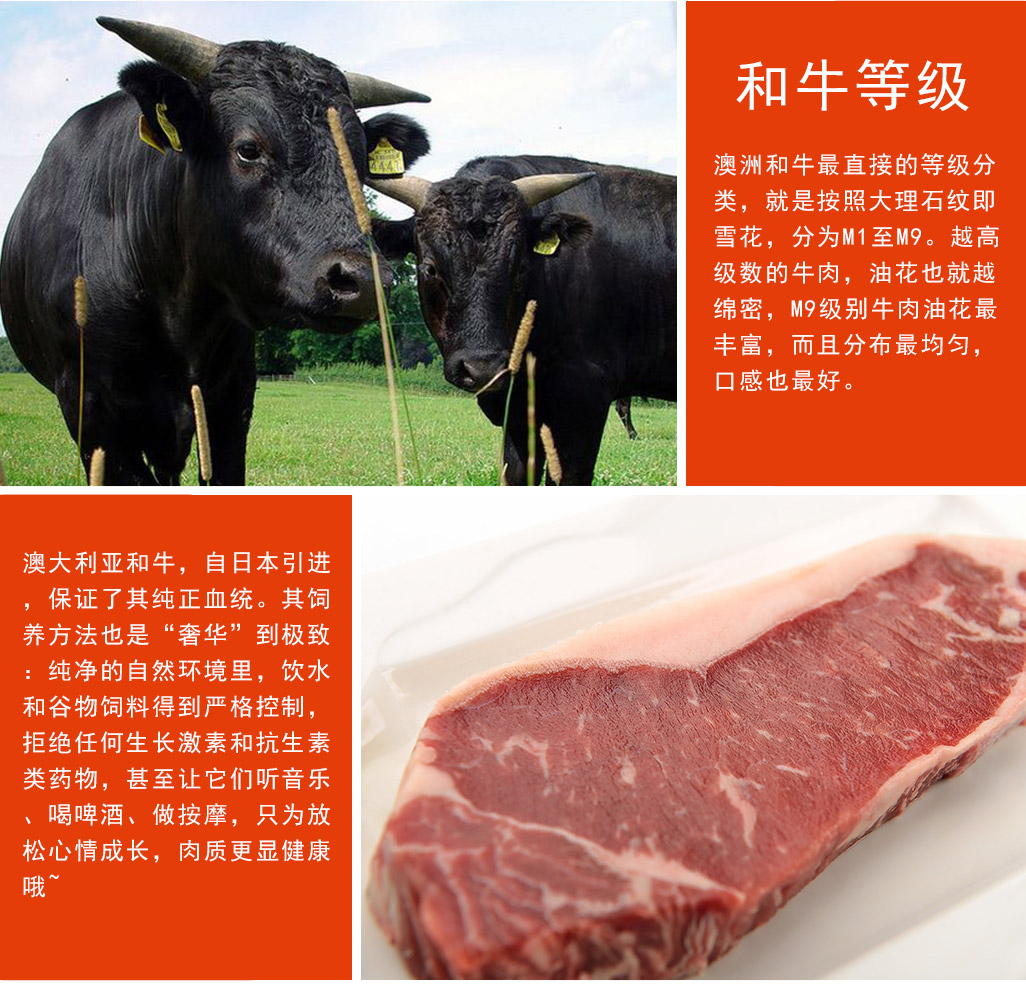 和牛等级
澳洲和牛最直接的等级分
类，就是按照大理石纹即
雪花，分为M1至M9。越高
级数的牛肉，油花也就越
绵密，M9级别牛肉油花最
丰富，而且分布最均匀，
口感也最好。
澳大利亚和牛，自日本引进
，保证了其纯正血统。其饲
养方法也是“奢华”到极致
：纯净的自然环境里，饮水
和谷物饲料得到严格控制，
拒绝任何生长激素和抗生素
类药物，甚至让它们听音乐
、喝啤酒、做按摩，只为放
松心情成长，肉质更显健康
哦~